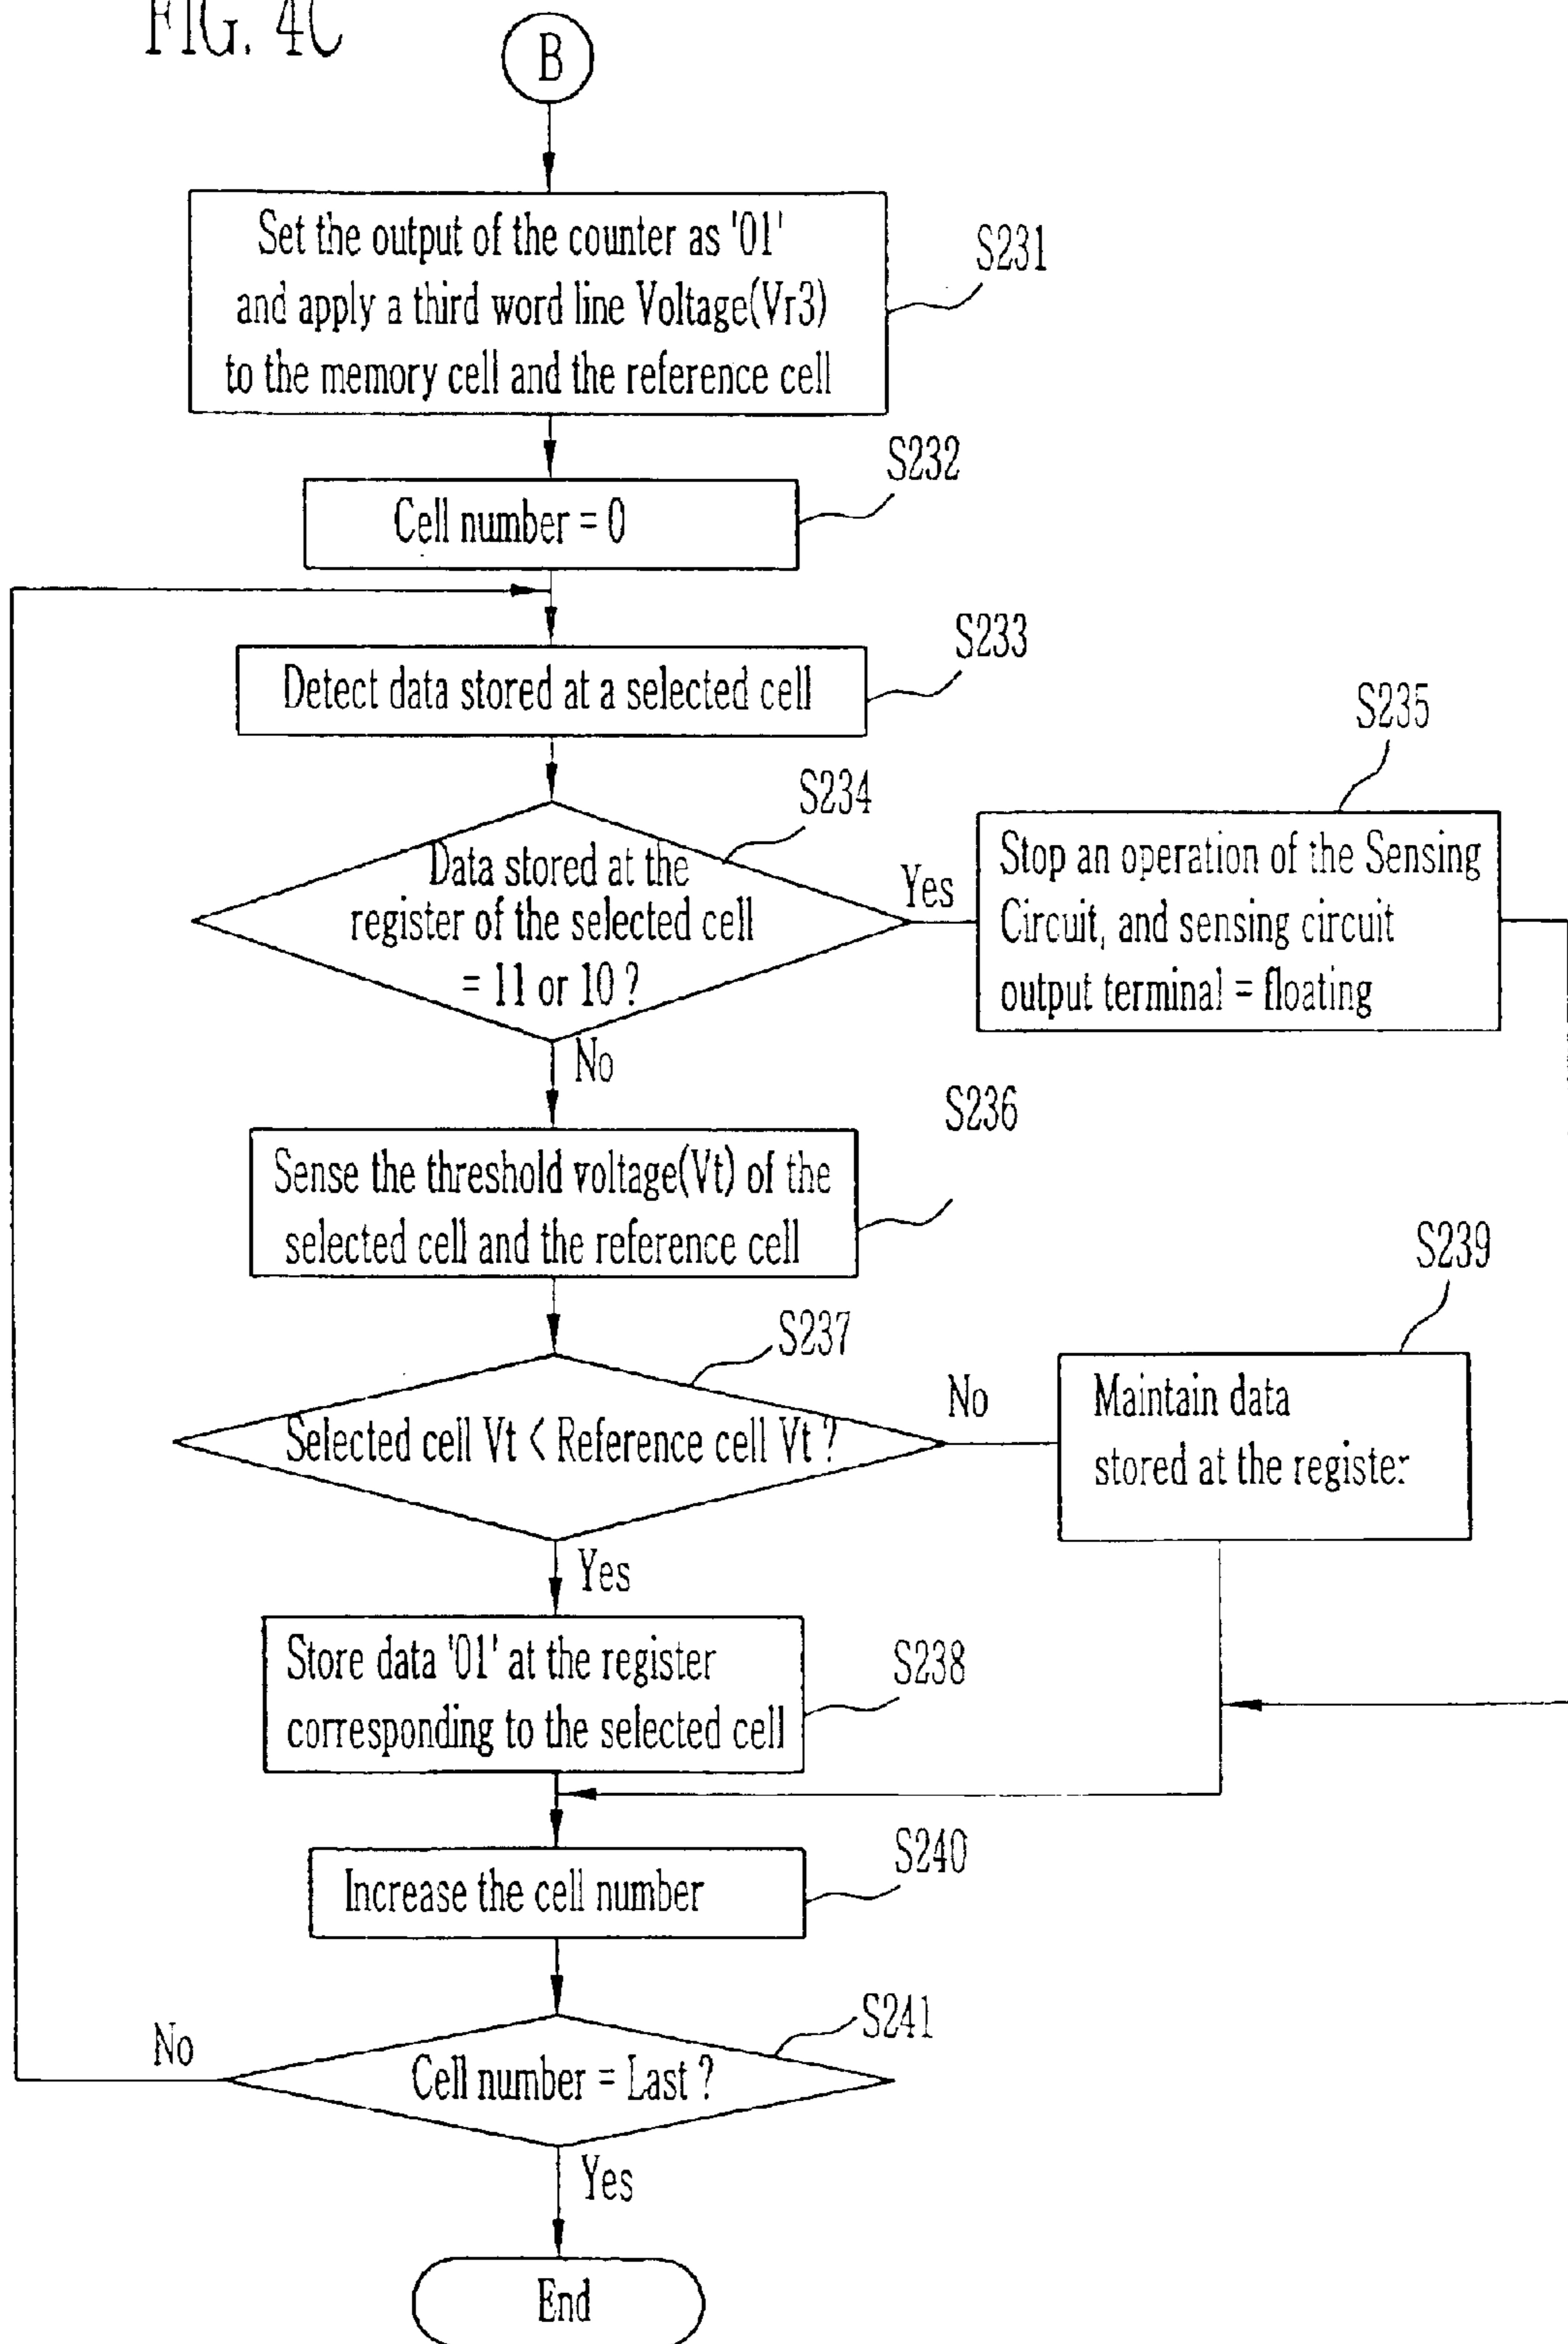 FIG. 4C
B
Set the output of the counter as '01'
and apply a third word line Voltage(Vr3)
to the memory cell and the reference cell
S231
Cell number = 0
S232
Detect data stored at a selected cell
S233
Data stored at the
register of the selected cell
= 11 or 10 ?
S234
Yes
Stop an operation of the Sensing
Circuit, and sensing circuit
output terminal = floating
S235
No
Sense the threshold voltage(Vt) of the
selected cell and the reference cell
S236
Selected cell Vt < Reference cell Vt ?
S237
No
Maintain data
stored at the register
S239
Yes
Store data '01' at the register
corresponding to the selected cell
S238
Increase the cell number
S240
Cell number = Last ?
S241
No
Yes
End